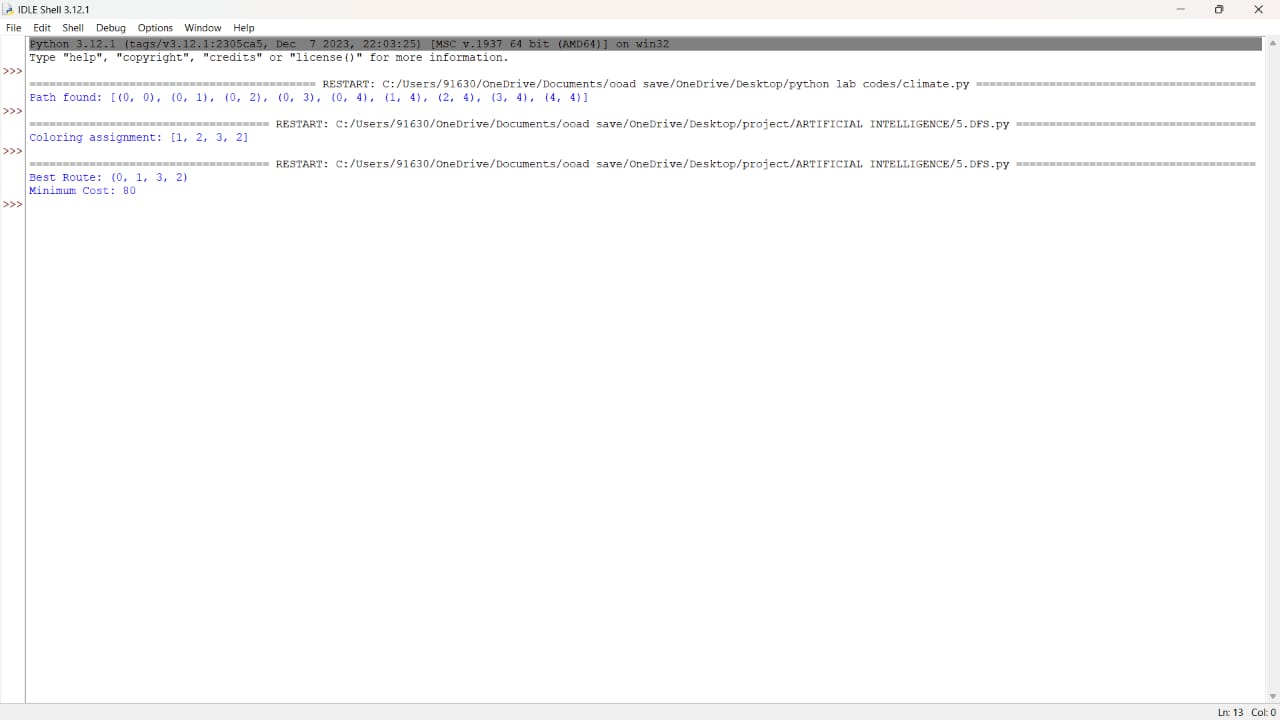 IDLE Shell 3.12.1
File Edit Shell Debug Options Window Help
Python 3.12.1 (tags/v3.12.1:2305ca5, Dec  7 2023, 22:03:25) [MSC v.1937 64 bit (AMD64)] on win32
Type "help", "copyright", "credits" or "license()" for more information.
>>>
=========================================== RESTART: C:/Users/91630/OneDrive/Documents/ooad save/OneDrive/Desktop/python lab codes/climate.py ==========================================
Path found: [(0, 0), (0, 1), (0, 2), (0, 3), (0, 4), (1, 4), (2, 4), (3, 4), (4, 4)]
>>>
==================================== RESTART: C:/Users/91630/OneDrive/Documents/ooad save/OneDrive/Desktop/project/ARTIFICIAL INTELLIGENCE/5.DFS.py ====================================
Coloring assignment: [1, 2, 3, 2]
>>>
==================================== RESTART: C:/Users/91630/OneDrive/Documents/ooad save/OneDrive/Desktop/project/ARTIFICIAL INTELLIGENCE/5.DFS.py ====================================
Best Route: (0, 1, 3, 2)
Minimum Cost: 80
>>>
Ln: 13 Col: 0